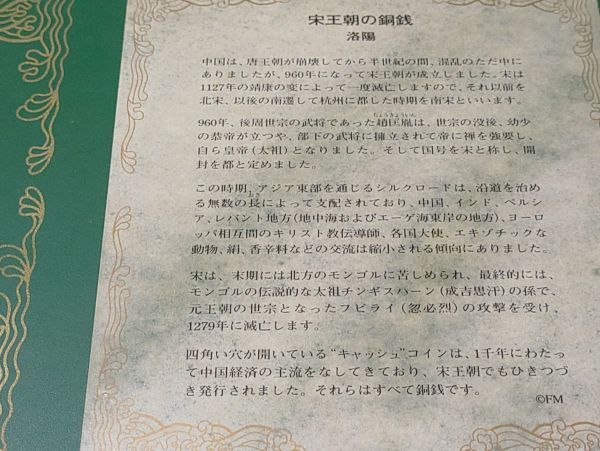 宋王朝の銅銭
洛陽
中国は、唐王朝が崩壊してから半世紀の間、混乱のただ中
にありましたが、960年になって宋王朝が成立しました。宋は
1127年の靖康の変によって一度滅亡しますので、それ以前を
北宋、以後の南遷して杭州に都した時期を南宋といいます。
960年、後周世宗の武将であった趙匡胤は、世宗の没後、幼少
ちょうきょういん
の恭帝が立つや、部下の武将に擁立されて帝に禅を強要し、
自ら皇帝(太祖)となりました。そして国号を宋と称し、開
封を都と定めました。
この時期、アジア東部を通じるシルクロードは、沿道を治め
る無数の長によって支配されており、中国、インド、ペルシ
おさ
ア、レバント地方(地中海およびエーゲ海東岸の地方)、ヨーロ
ッパ相互間のキリスト教伝導師、各国大使、エキゾチックな
動物、絹、香辛料などの交流は縮小される傾向にありました。
宋は、末期には北方のモンゴルに苦しめられ、最終的には、
モンゴルの伝説的な太祖チンギスハーン(成吉思汗)の孫で、
元王朝の世宗となったフビライ(忽必烈)の攻撃を受け、
1279年に滅亡します。
四角い穴が開いている“キャッシュ”コインは、1千年にわたっ
て中国経済の主流をなしてきており、宋王朝でもひきつづ
き発行されました。それらはすべて銅銭です。
©FM